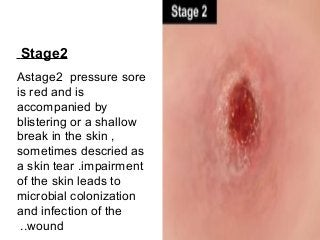 Stage 2
Stage2
Astage2 pressure sore
is red and is
accompanied by
blistering or a shallow
break in the skin ,
sometimes descried as
a skin tear .impairment
of the skin leads to
microbial colonization
and infection of the
..wound